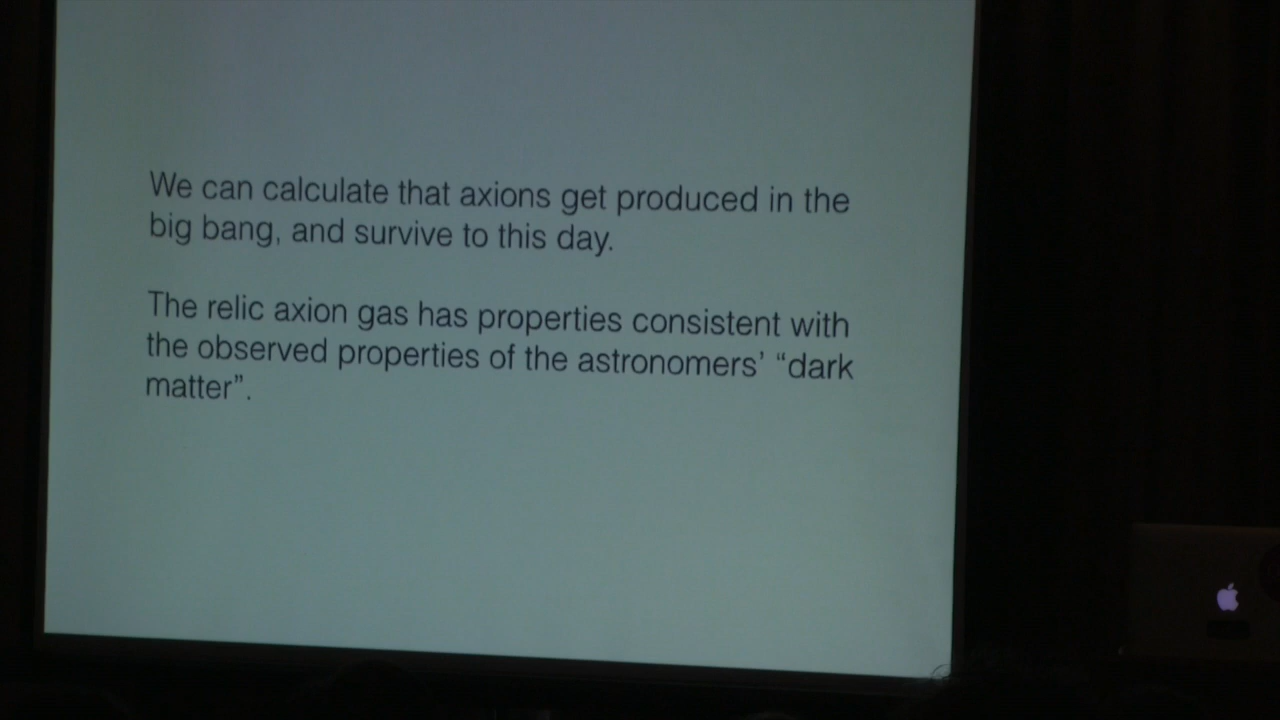 We can calculate that axions get produced in the
big bang, and survive to this day.
The relic axion gas has properties consistent with
the observed properties of the astronomers’ “dark
matter”.